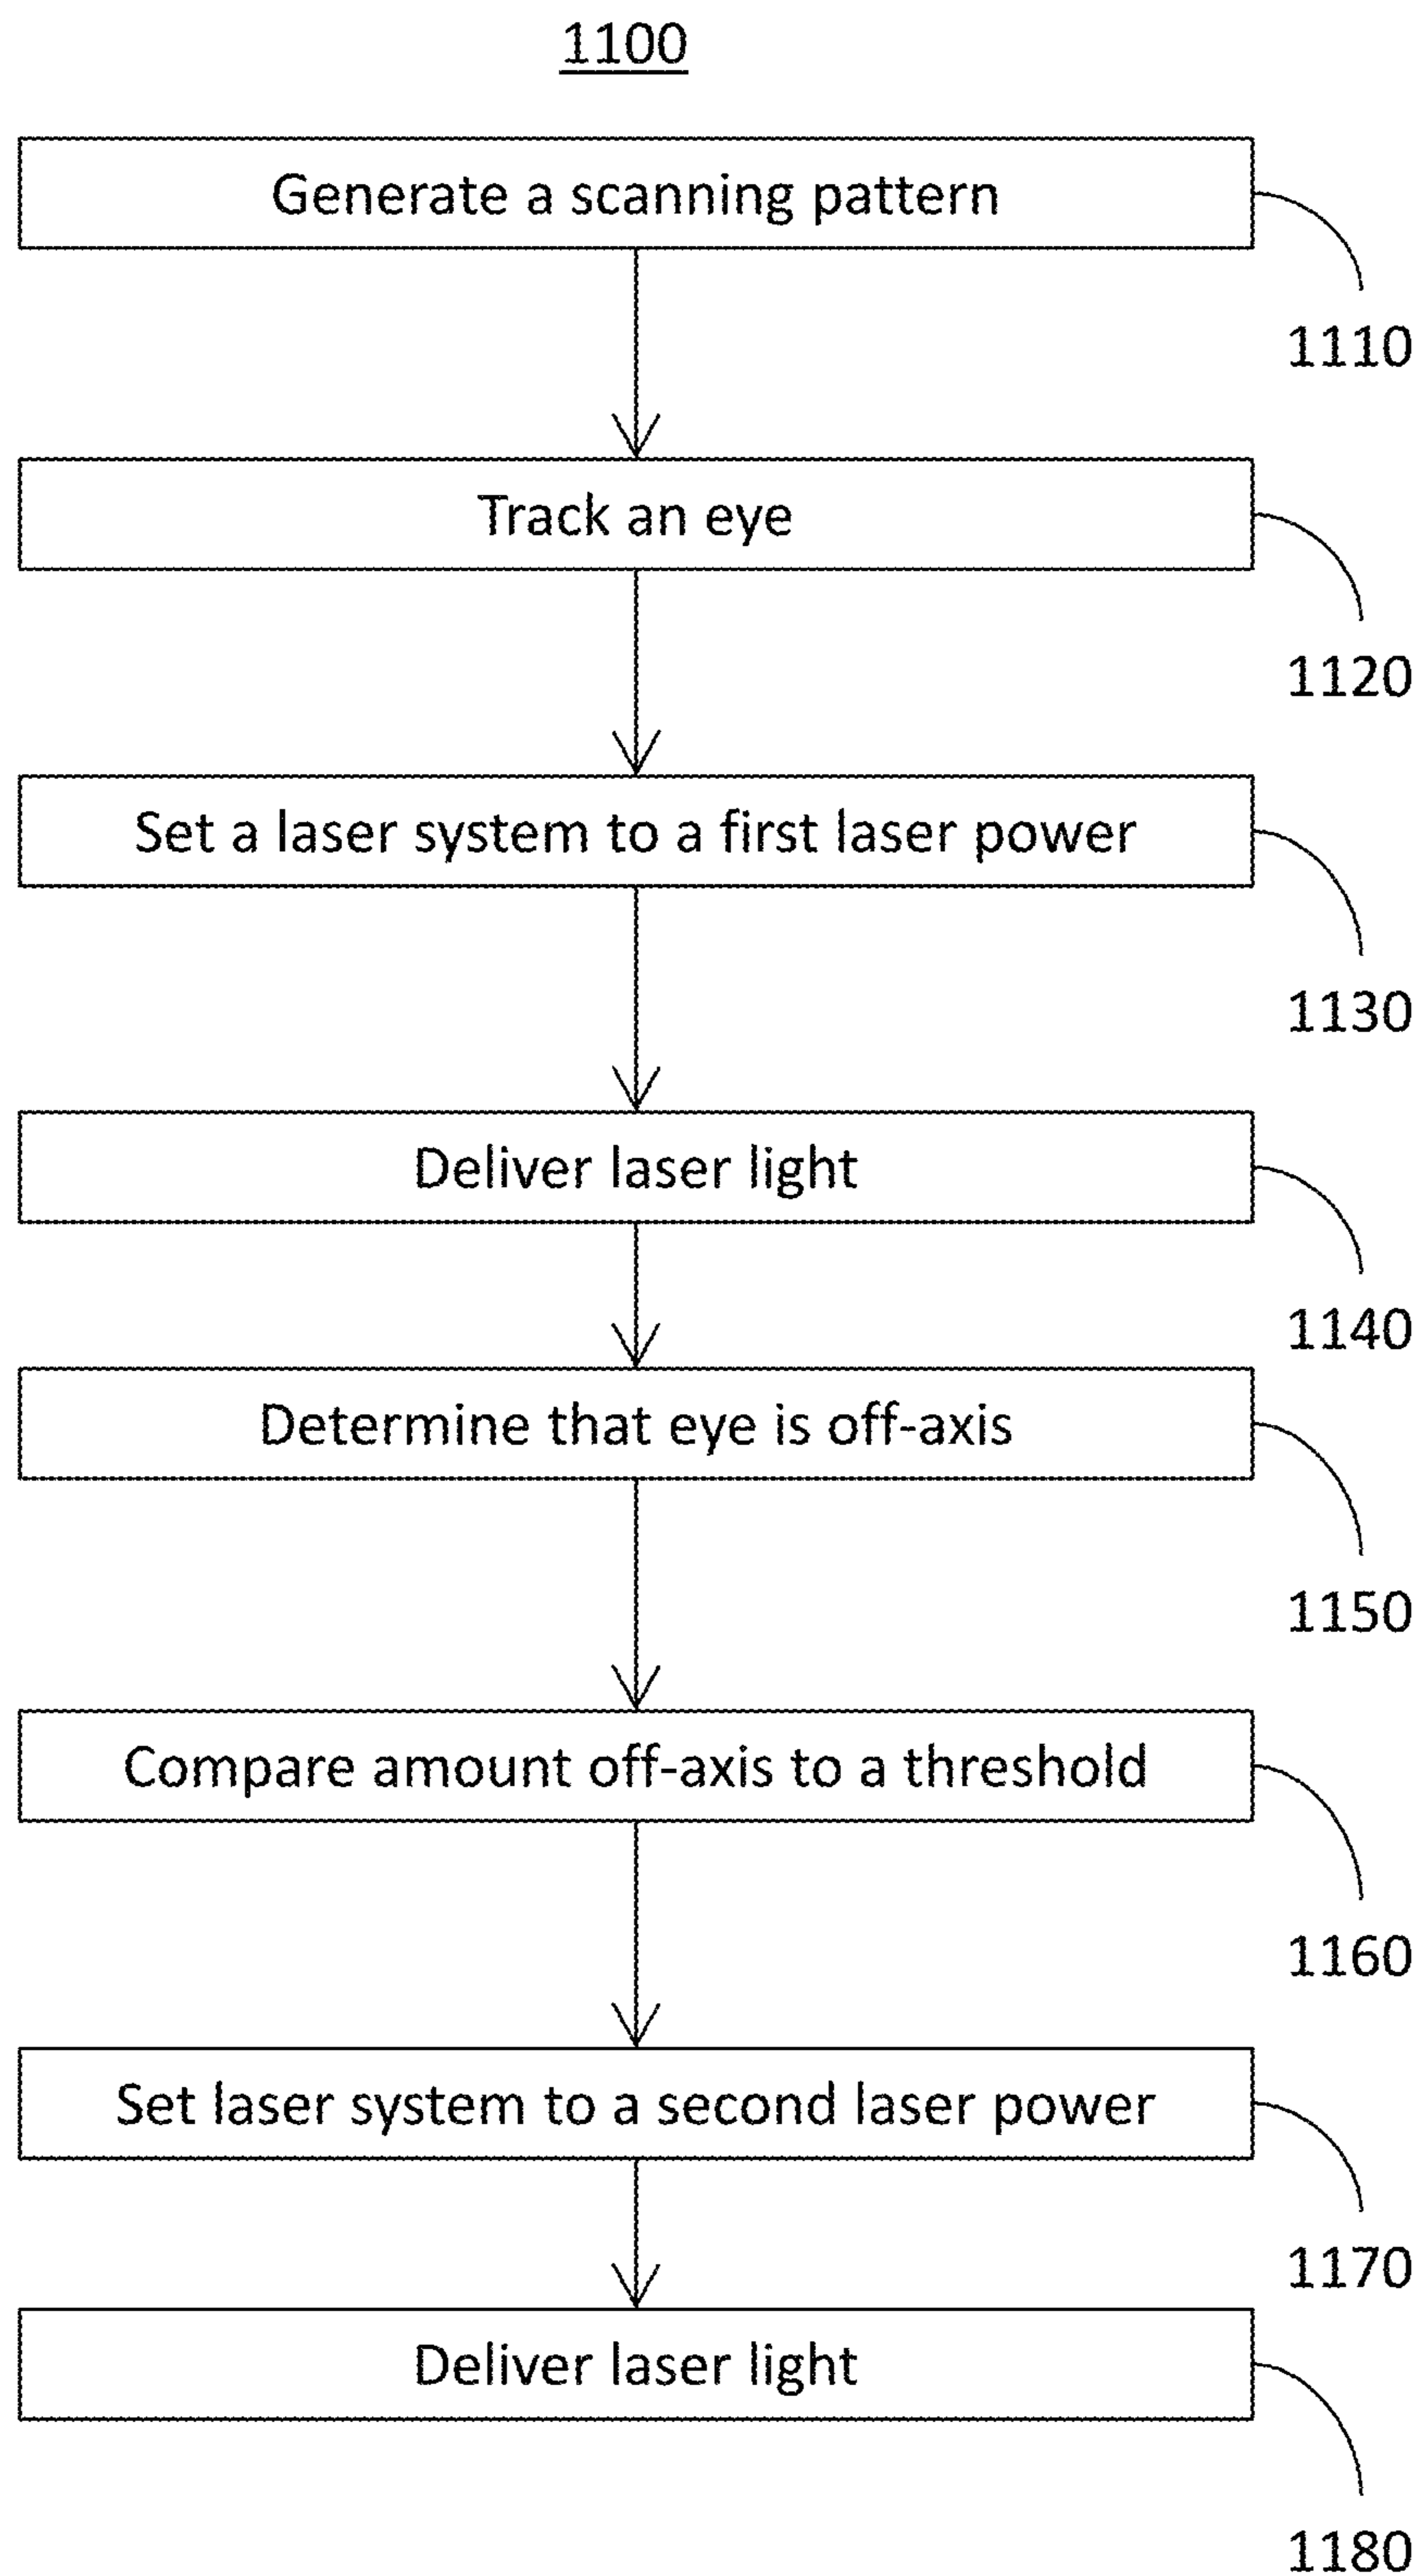 1100
Generate a scanning pattern
1110
Track an eye
1120
Set a laser system to a first laser power
1130
Deliver laser light
1140
Determine that eye is off-axis
1150
Compare amount off-axis to a threshold
1160
Set laser system to a second laser power
1170
Deliver laser light
1180